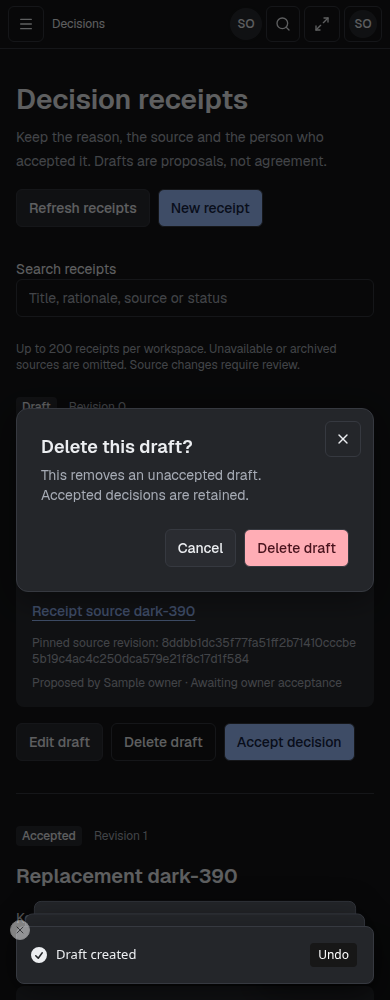 Decisions
SO
SO
Decision receipts
Keep the reason, the source and the person who
accepted it. Drafts are proposals, not agreement.
Refresh receipts
New receipt
Search receipts
Title, rationale, source or status
Up to 200 receipts per workspace. Unavailable or archived
sources are omitted. Source changes require review.
Draft
Revision 0
Delete this draft?
This removes an unaccepted draft.
Accepted decisions are retained.
Cancel
Delete draft
Receipt source dark-390
Pinned source revision: 8ddbb1dc35f77fa51ff2b71410cccbe
5b19c4ac4c250dca579e21f8c17d1f584
Proposed by Sample owner · Awaiting owner acceptance
Edit draft
Delete draft
Accept decision
Accepted
Revision 1
Replacement dark-390
Draft created
Undo